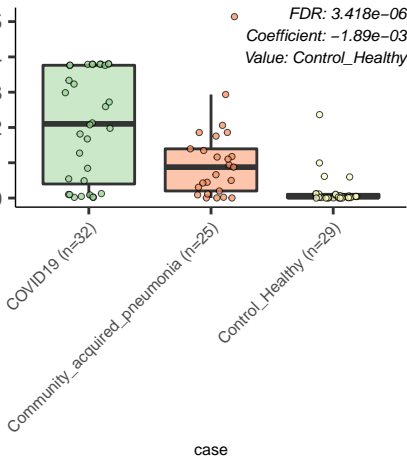 FDR: 3.418e−06
Coefficient: −1.89e−03
Value: Control_Healthy
COVID19 (n=32)
Community_acquired_pneumonia (n=25)
Control_Healthy (n=29)
case